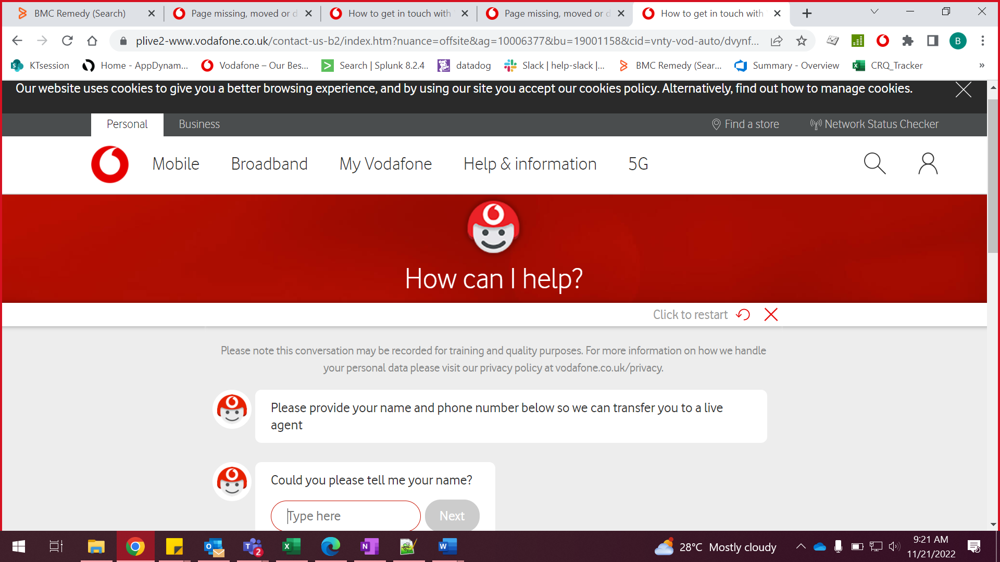 BMC Remedy (Search)
Page missing, moved or d
How to get in touch with
Page missing, moved or d
How to get in touch with
plive2-www.vodafone.co.uk/contact-us-b2/index.htm?nuance=offsite&ag=10006377&bu=19001158&cid=vnty-vod-auto/dvynf...
B
KTsession
Home - AppDynam...
Vodafone – Our Bes...
Search | Splunk 8.2.4
datadog
Slack | help-slack |...
BMC Remedy (Sear...
Summary - Overview
CRQ_Tracker
»
Our website uses cookies to give you a better browsing experience, and by using our site you accept our cookies policy. Alternatively, find out how to manage cookies.
Personal
Business
Find a store
Network Status Checker
Mobile
Broadband
My Vodafone
Help & information
5G
How can I help?
Click to restart
Please note this conversation may be recorded for training and quality purposes. For more information on how we handle
your personal data please visit our privacy policy at vodafone.co.uk/privacy.
Please provide your name and phone number below so we can transfer you to a live
agent
Could you please tell me your name?
Type here
Next
2
28°C Mostly cloudy
9:21 AM
11/21/2022